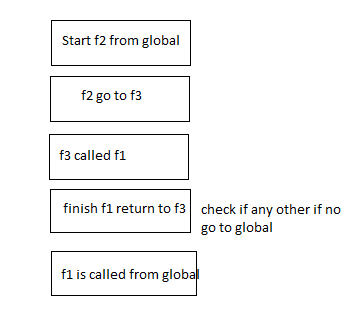 Start f2 from global
f2 go to f3
f3 called f1
finish f1 return to f3
check if any other if no
go to global
f1 is called from global